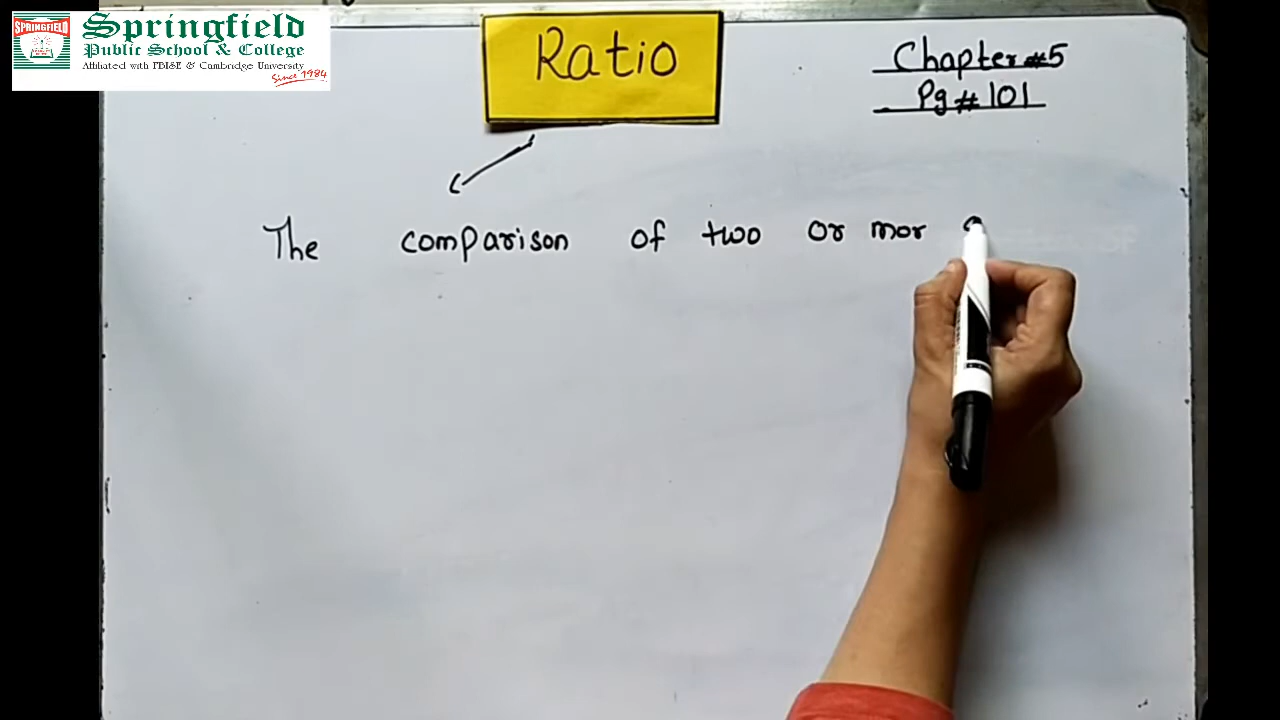 SPRINGFIELD
Springfield
Public School & College
Affiliated with FBISE & Cambridge University
Since 1984
Ratio
Chapter #5
Pg # 101
The comparison of two or mor